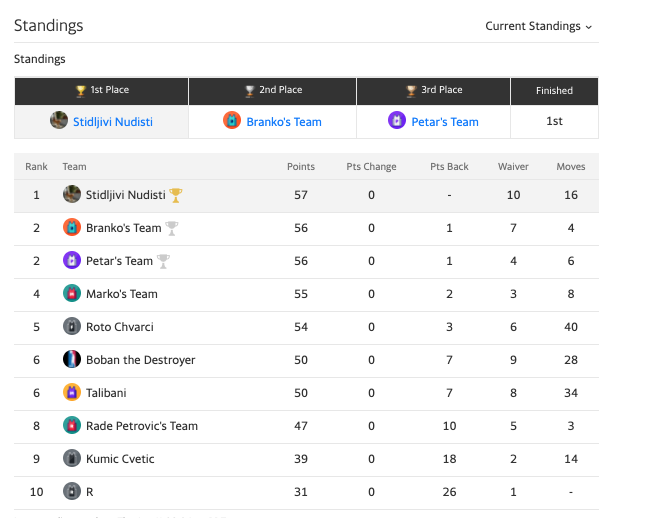 Standings
Current Standings
Standings
1st Place 2nd Place 3rd Place Finished
Stidljivi Nudisti Branko's Team Petar's Team 1st
Rank Team Points Pts Change Pts Back Waiver Moves
1 Stidljivi Nudisti 57 0 - 10 16
2 Branko's Team 56 0 1 7 4
2 Petar's Team 56 0 1 4 6
4 Marko's Team 55 0 2 3 8
5 Roto Chvarci 54 0 3 6 40
6 Boban the Destroyer 50 0 7 9 28
6 Talibani 50 0 7 8 34
8 Rade Petrovic's Team 47 0 10 5 3
9 Kumic Cvetic 39 0 18 2 14
10 R 31 0 26 1 -